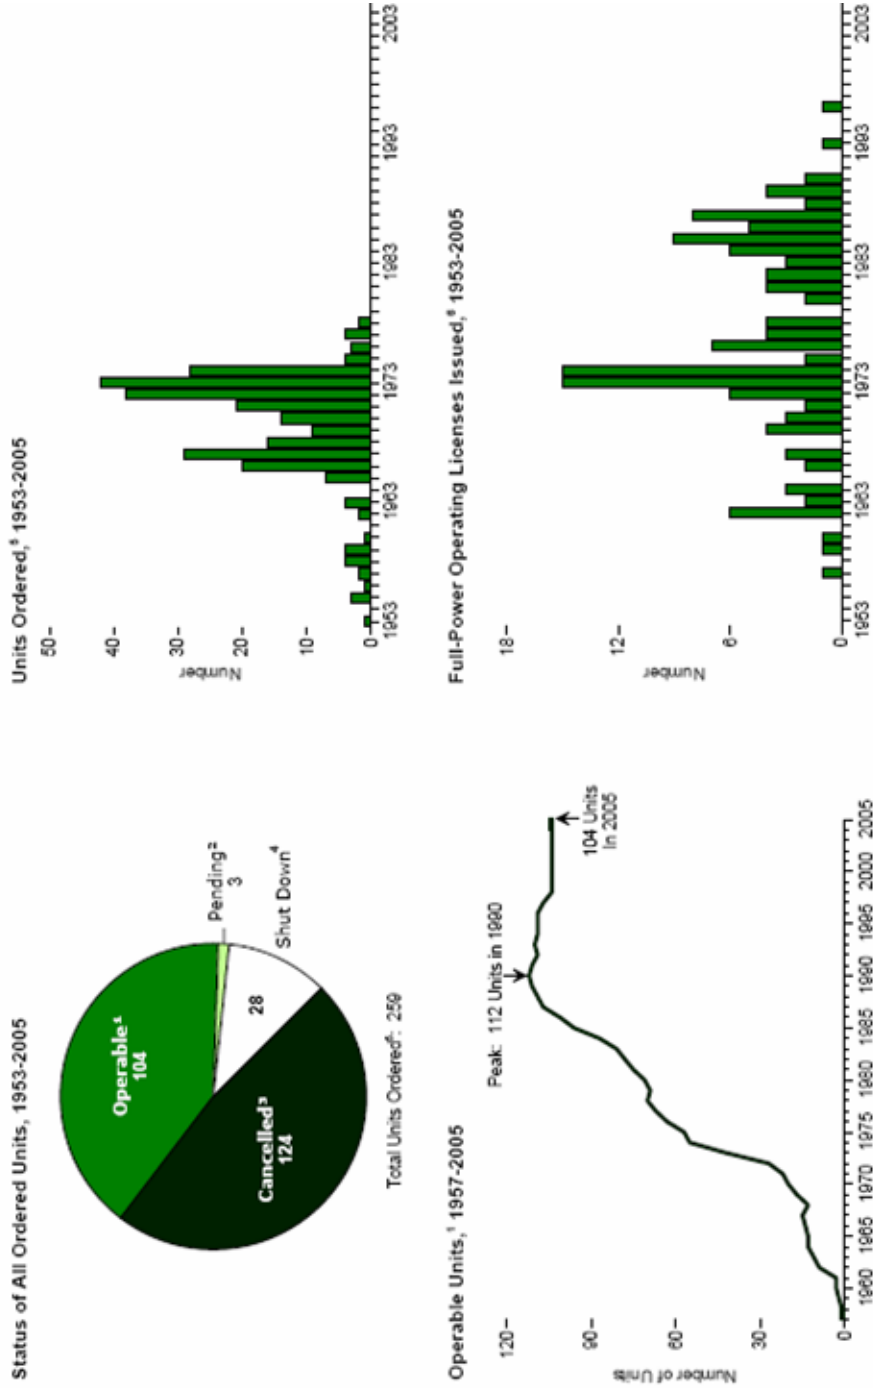 Status of All Ordered Units, 1953-2005
Operable¹
104
Pending²
3
Shut Down⁴
28
Cancelled³
124
Total Units Ordered⁵: 259
Units Ordered,⁵ 1953-2005
50
40
30
20
10
0
Number
1953 1963 1973 1983 1993 2003
Operable Units,¹ 1957-2005
Peak: 112 Units in 1990
104 Units
In 2005
120
90
60
30
0
Number of Units
1960 1965 1970 1975 1980 1985 1990 1995 2000 2005
Full-Power Operating Licenses Issued,⁶ 1953-2005
18
12
6
0
Number
1953 1963 1973 1983 1993 2003